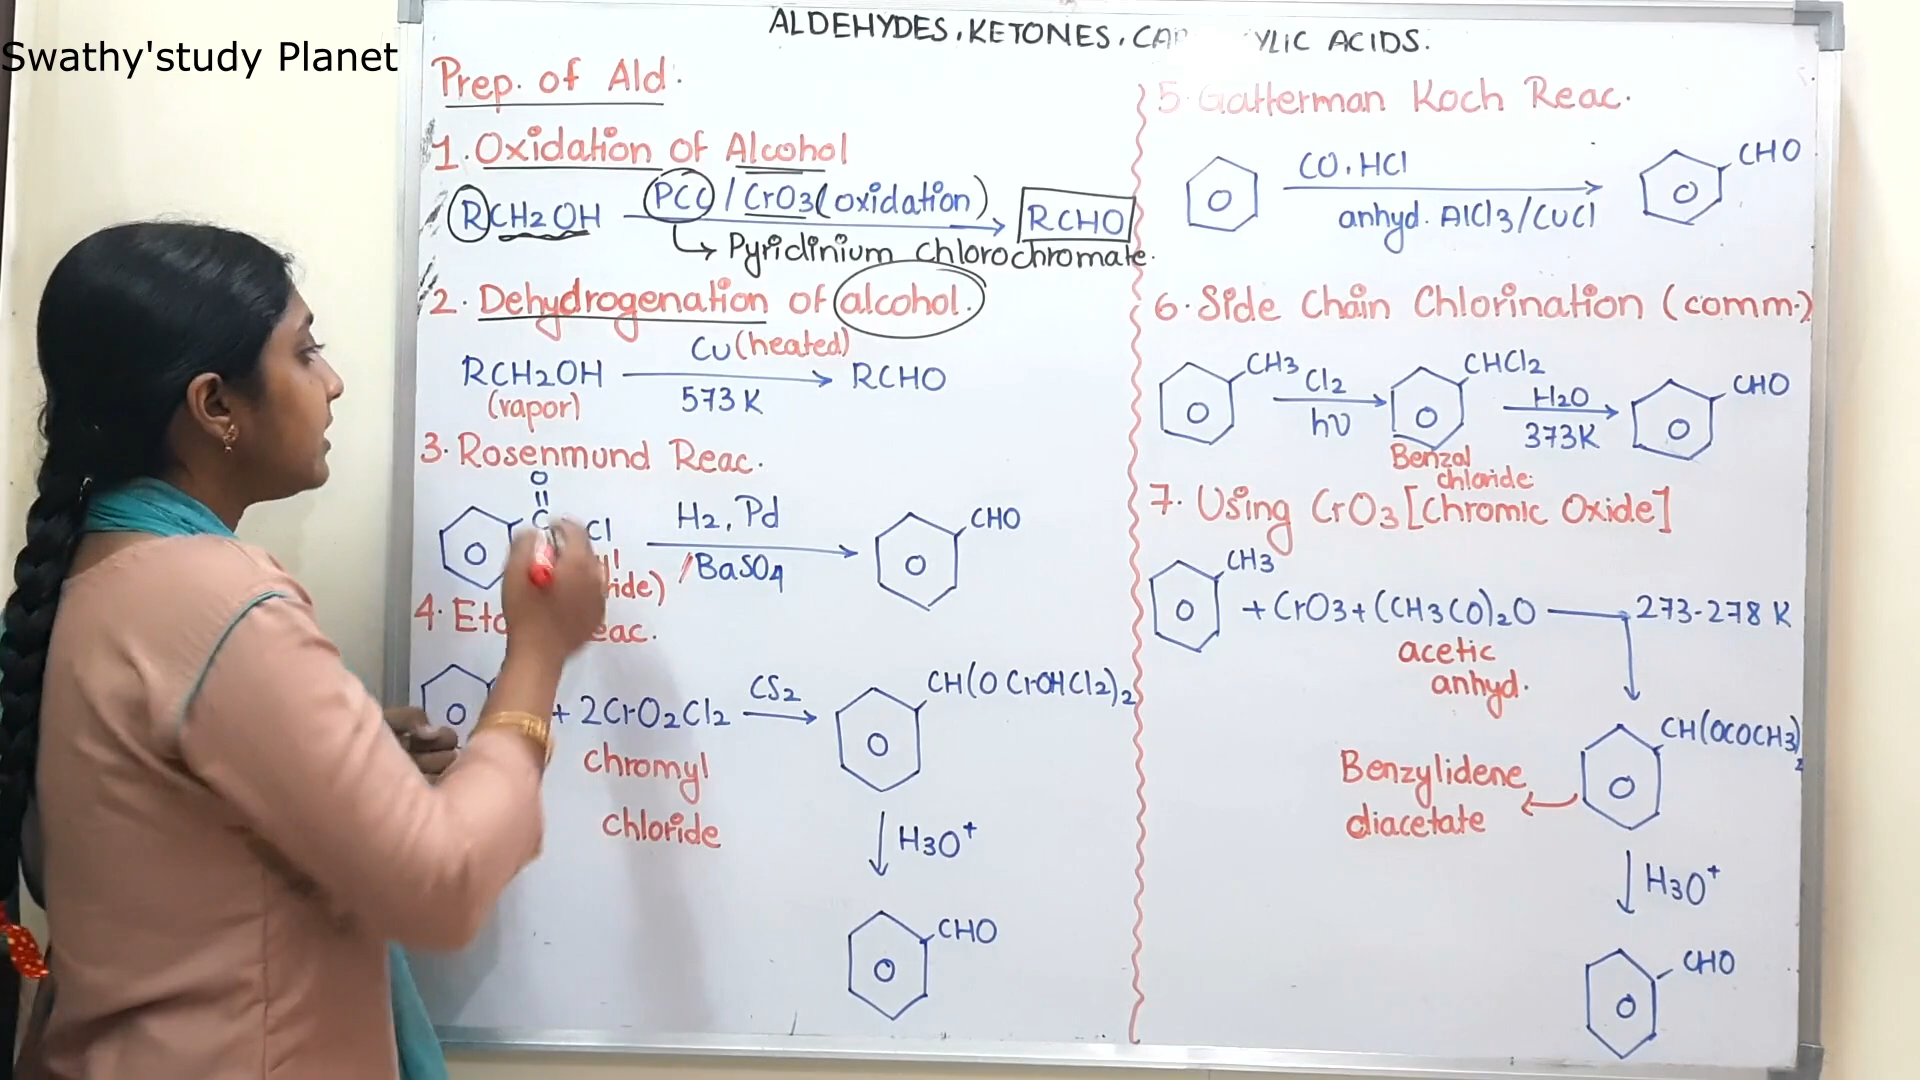 Swathy'study Planet
ALDEHYDES, KETONES, CA YLIC ACIDS.
Prep. of Ald.
1. Oxidation of Alcohol
RCH2OH PCC / CrO3 (oxidation) RCHO
↳ Pyridinium chlorochromate.
2. Dehydrogenation of alcohol.
Cu (heated)
RCH2OH RCHO
(vapor) 573 K
3. Rosenmund Reac.
O
C Cl H2, Pd CHO
/BaSO4
ide)
4. Et eac.
+ 2CrO2Cl2 CS2 CH(OCrOHCl2)2
chromyl
chloride
H3O+
CHO
5. Gatterman Koch Reac.
CO, HCl CHO
anhyd. AlCl3/CuCl
6. Side Chain Chlorination (comm.)
CH3 Cl2 CHCl2 H2O CHO
hν 373K
Benzal
chloride.
7. Using CrO3 [Chromic Oxide]
CH3
+ CrO3 + (CH3CO)2O 273-278 K
acetic
anhyd.
CH(OCOCH3)2
Benzylidene
diacetate
H3O+
CHO